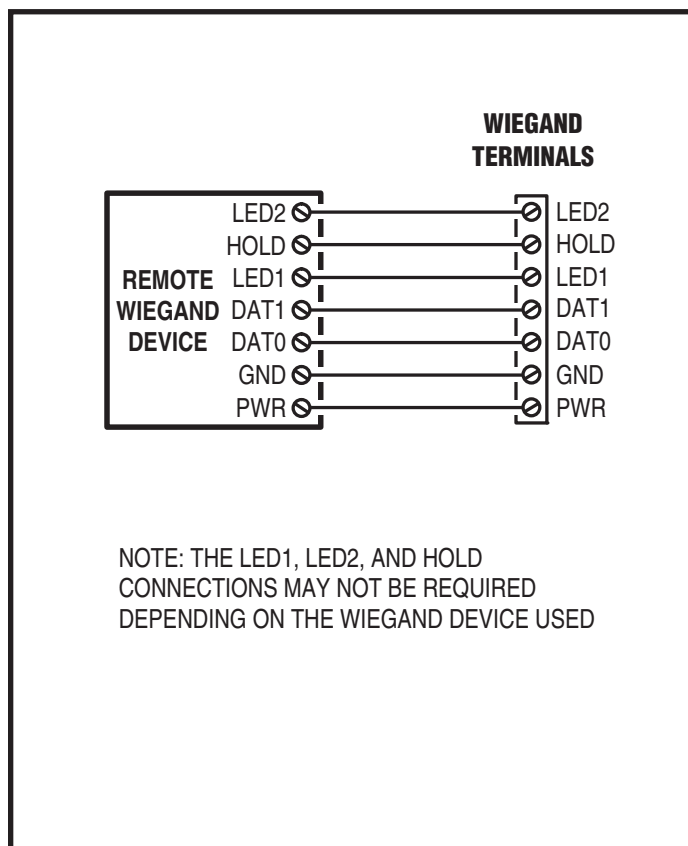 WIEGAND
TERMINALS
LED2
HOLD
REMOTE
WIEGAND
DEVICE
LED1
DAT1
DAT0
GND
PWR
LED2
HOLD
LED1
DAT1
DAT0
GND
PWR
NOTE: THE LED1, LED2, AND HOLD
CONNECTIONS MAY NOT BE REQUIRED
DEPENDING ON THE WIEGAND DEVICE USED